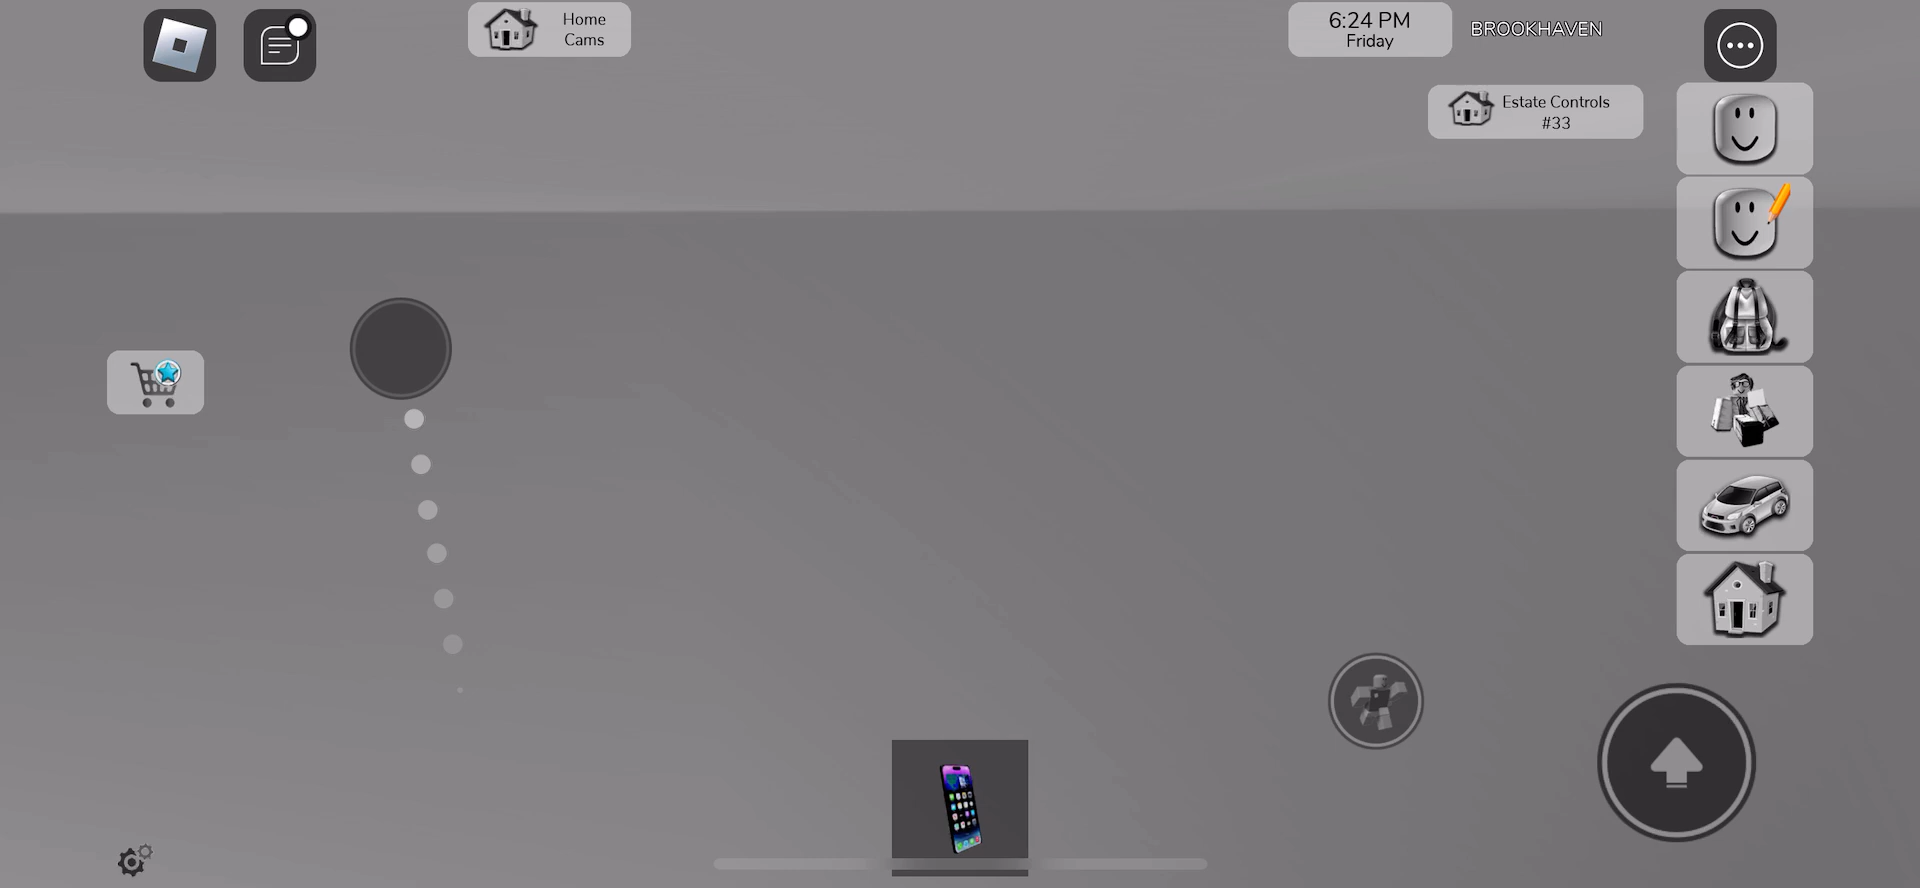 Home
Cams
6:24 PM
Friday
BROOKHAVEN
Estate Controls
#33